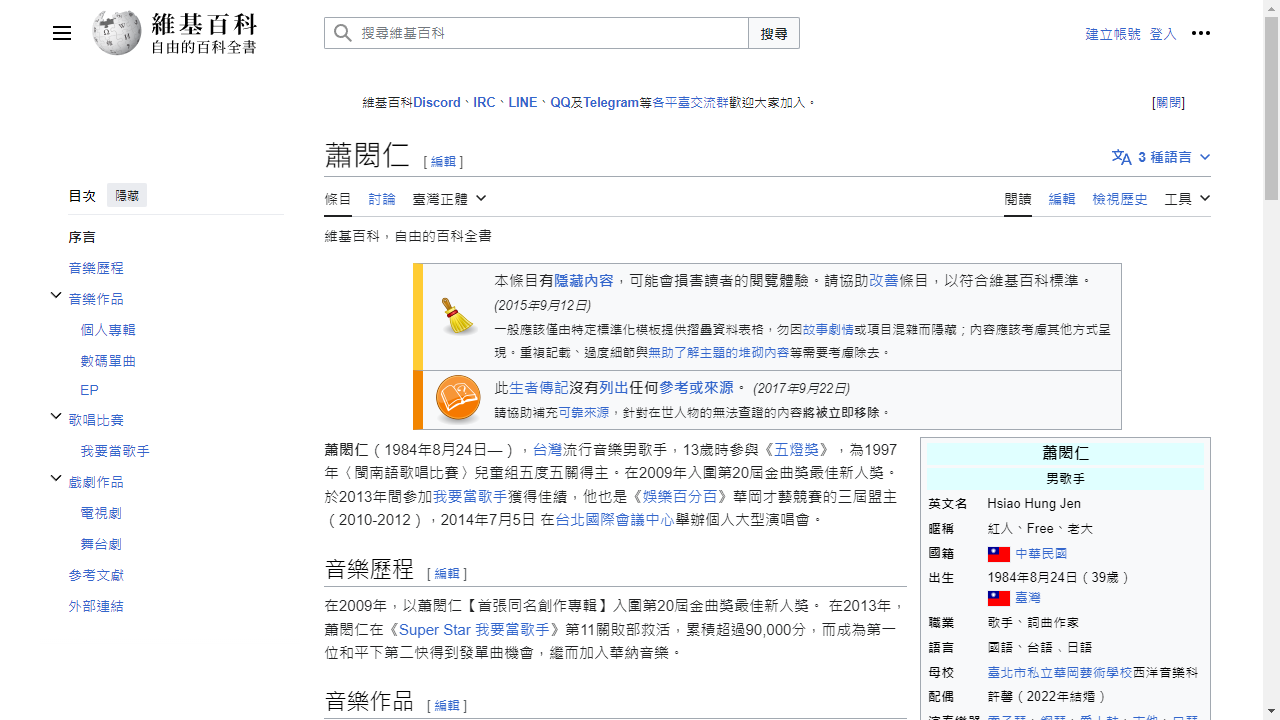 維基百科
自由的百科全書
搜尋維基百科
搜尋
建立帳號 登入
維基百科Discord、IRC、LINE、QQ及Telegram等各平臺交流群歡迎大家加入。
[關閉]
蕭閎仁 [ 編輯 ]
3 種語言
目次 隱藏
條目 討論 臺灣正體
閱讀 編輯 檢視歷史 工具
維基百科，自由的百科全書
序言
音樂歷程
音樂作品
個人專輯
數碼單曲
EP
歌唱比賽
我要當歌手
戲劇作品
電視劇
舞台劇
參考文獻
外部連結
本條目有隱藏內容，可能會損害讀者的閱覽體驗。請協助改善條目，以符合維基百科標準。
(2015年9月12日)
一般應該僅由特定標準化模板提供摺疊資料表格，勿因故事劇情或項目混雜而隱藏；內容應該考慮其他方式呈
現。重複記載、過度細節與無助了解主題的堆砌內容等需要考慮除去。
此生者傳記沒有列出任何參考或來源。 (2017年9月22日)
請協助補充可靠來源，針對在世人物的無法查證的內容將被立即移除。
蕭閎仁（1984年8月24日—），台灣流行音樂男歌手，13歲時參與《五燈獎》，為1997
年〈閩南語歌唱比賽〉兒童組五度五關得主。在2009年入圍第20屆金曲獎最佳新人獎。
於2013年間參加我要當歌手獲得佳績，他也是《娛樂百分百》華岡才藝競賽的三屆盟主
（2010-2012），2014年7月5日 在台北國際會議中心舉辦個人大型演唱會。
音樂歷程 [ 編輯 ]
在2009年，以蕭閎仁【首張同名創作專輯】入圍第20屆金曲獎最佳新人獎。 在2013年，
蕭閎仁在《Super Star 我要當歌手》第11關敗部救活，累積超過90,000分，而成為第一
位和平下第二快得到發單曲機會，繼而加入華納音樂。
音樂作品 [ 編輯 ]
蕭閎仁
男歌手
英文名 Hsiao Hung Jen
暱稱 紅人、Free、老大
國籍 中華民國
出生 1984年8月24日（39歲）
臺灣
職業 歌手、詞曲作家
語言 國語、台語﹑日語
母校 臺北市私立華岡藝術學校西洋音樂科
配偶 許馨（2022年結婚）